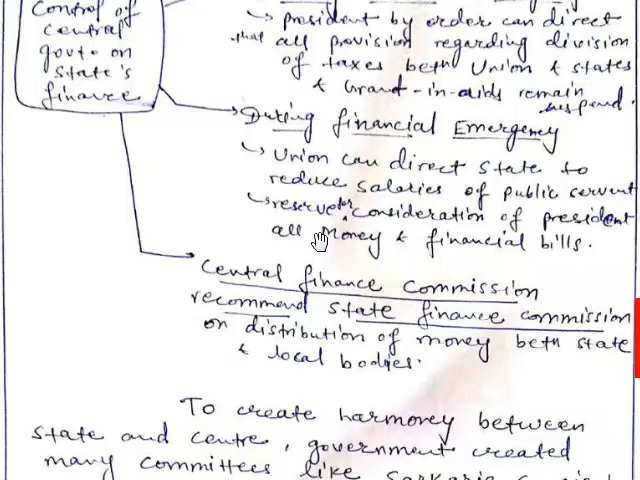 Control of
central
govt. on
State's
finance
president by order can direct
that all provision regarding division
of taxes betn Union & states
& Grand-in-aids remain
suspend.
During financial Emergency
Union can direct State to
reduce salaries of public servent
reserve for consideration of president
all money & financial bills.
Central finance Commission
recommend state finance commission
on distribution of money betn state
& local bodies.
To create harmoney between
state and centre, government created
many committees like